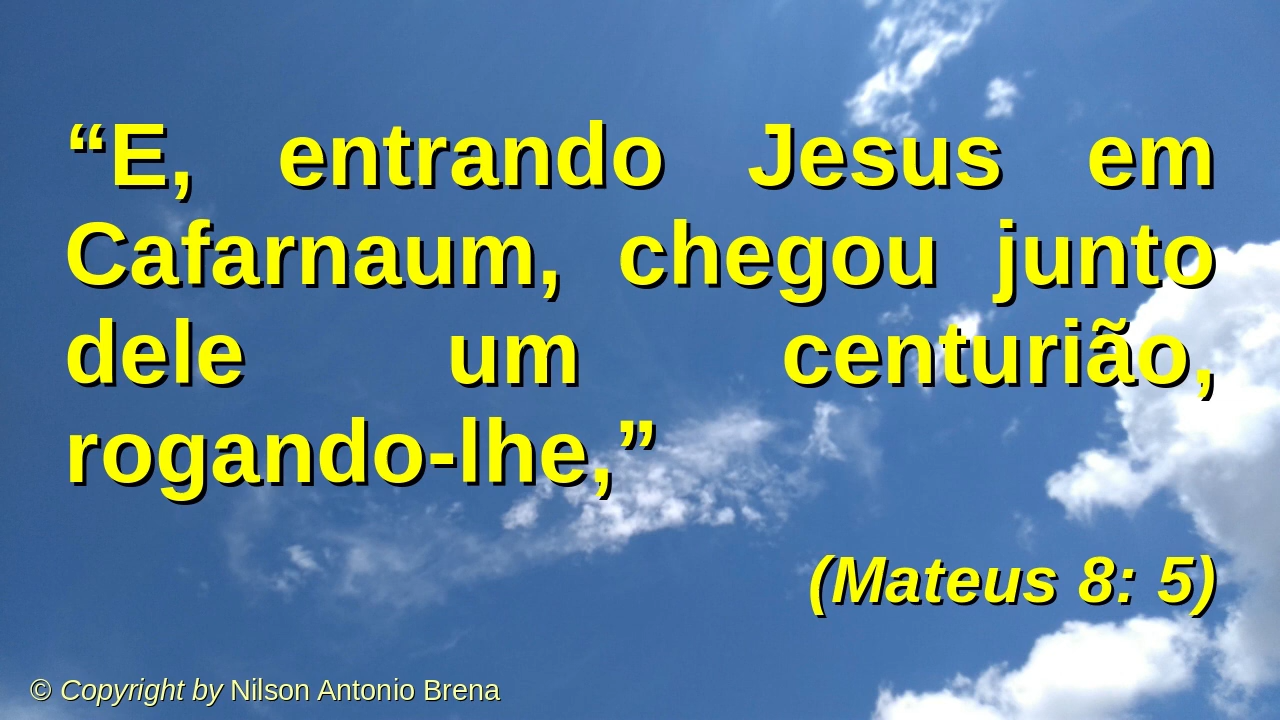 “E, entrando Jesus em
Cafarnaum, chegou junto
dele um centurião,
rogando-lhe,”
(Mateus 8: 5)
© Copyright by Nilson Antonio Brena